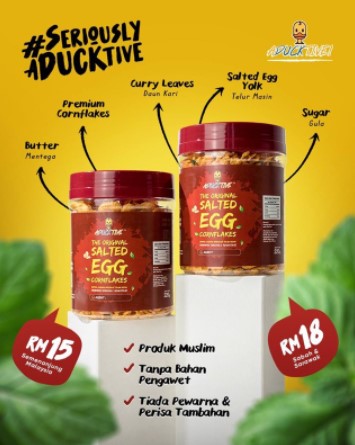 #SERIOUSLY
ADUCKTIVE
ADUCKTIVE!
Salted Egg
Yolk
Telur Masin
Curry Leaves
Daun Kari
Premium
Cornflakes
Sugar
Gula
Butter
Mentega
ADUCKTIVE
THE ORIGINAL
SALTED
EGG
CORNFLAKES
ADUCKTIVE
THE ORIGINAL
SALTED
EGG
CORNFLAKES
RM15
Semenanjung
Malaysia
RM18
Sabah &
Sarawak
Produk Muslim
Tanpa Bahan
Pengawet
Tiada Pewarna &
Perisa Tambahan